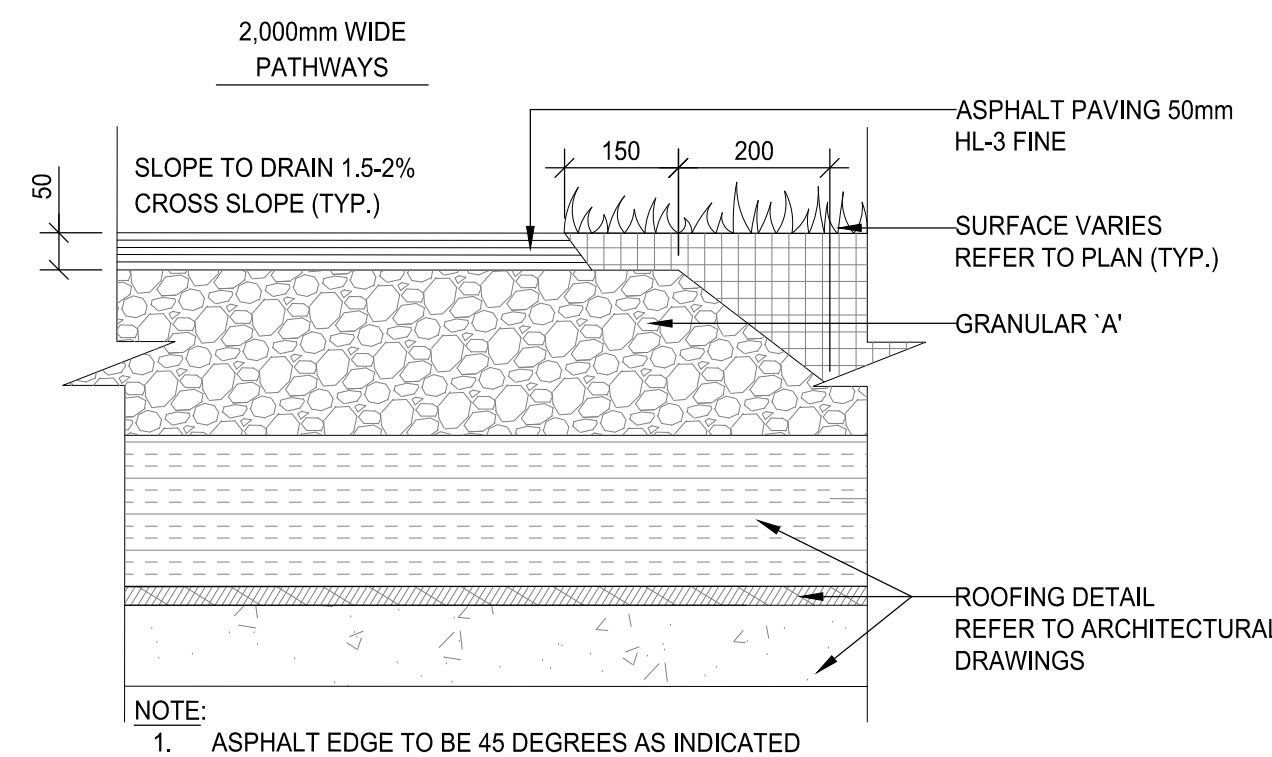 2,000mm WIDE
PATHWAYS
ASPHALT PAVING 50mm
HL-3 FINE
SLOPE TO DRAIN 1.5-2%
CROSS SLOPE (TYP.)
150
200
50
SURFACE VARIES
REFER TO PLAN (TYP.)
GRANULAR `A'
ROOFING DETAIL
REFER TO ARCHITECTURAL
DRAWINGS
NOTE:
1. ASPHALT EDGE TO BE 45 DEGREES AS INDICATED